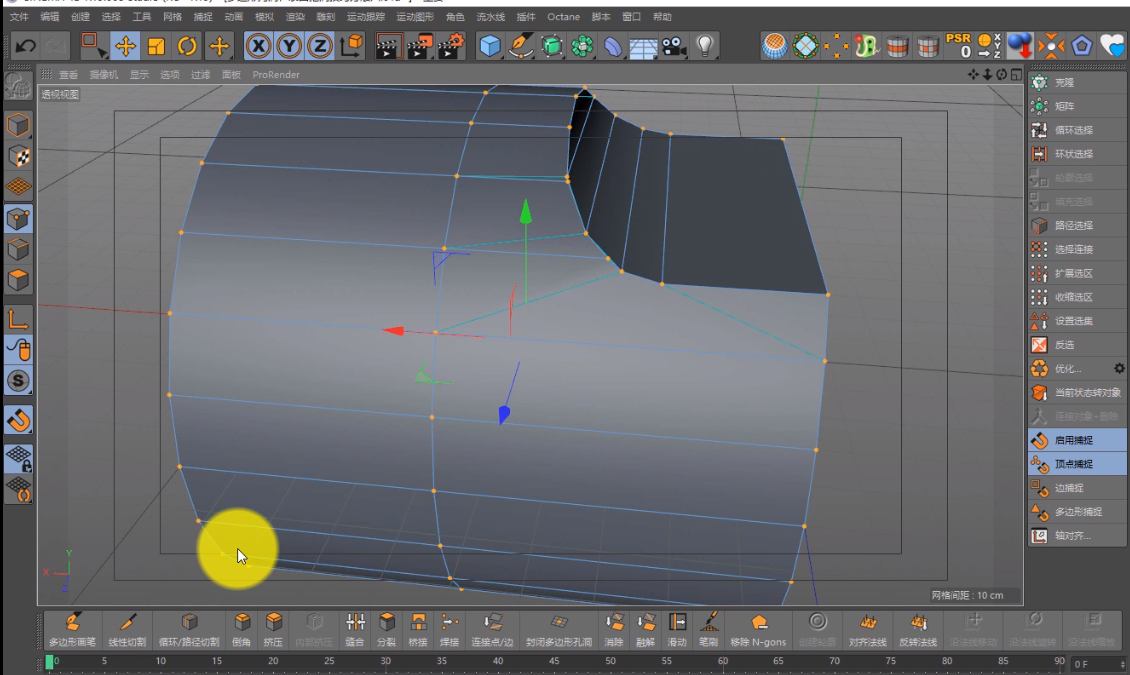 文件 编辑 创建 选择 工具 网格 捕捉 动画 模拟 渲染 雕刻 运动跟踪 运动图形 角色 流水线 插件 Octane 脚本 窗口 帮助
X Y Z
PSR
0
X
Y
Z
查看 摄像机 显示 选项 过滤 面板 ProRender
透视视图
克隆
矩阵
循环选择
环状选择
轮廓选择
填充选择
路径选择
选择连接
扩展选区
收缩选区
设置选集
反选
优化...
当前状态转对象
连接对象+删除
启用捕捉
顶点捕捉
边捕捉
多边形捕捉
轴对齐...
S
Y
X
Z
网格间距 : 10 cm
多边形画笔 线性切割 循环/路径切割 倒角 挤压 内部挤压 缝合 分裂 桥接 焊接 连接点/边 封闭多边形孔洞 消除 融解 滑动 笔刷 移除 N-gons 创建轮廓 对齐法线 反转法线 沿法线移动 沿法线旋转 沿法线缩放
0 5 10 15 20 25 30 35 40 45 50 55 60 65 70 75 80 85 90 0 F